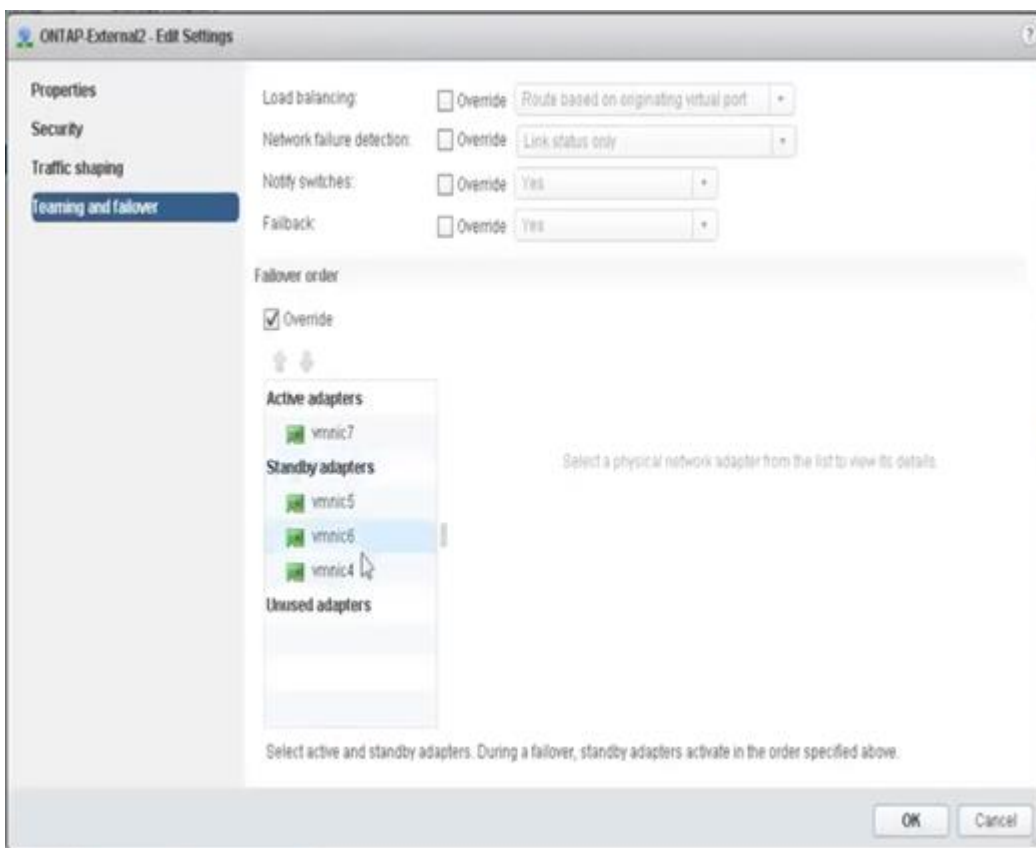 ONTAP-External2 - Edit Settings
?
Properties
Security
Traffic shaping
Teaming and failover
Load balancing: Override Route based on originating virtual port
Network failure detection: Override Link status only
Notify switches: Override Yes
Failback: Override Yes
Failover order
Override
Active adapters
vmnic7
Standby adapters
vmnic5
vmnic6
vmnic4
Unused adapters
Select a physical network adapter from the list to view its details.
Select active and standby adapters. During a failover, standby adapters activate in the order specified above.
OK Cancel